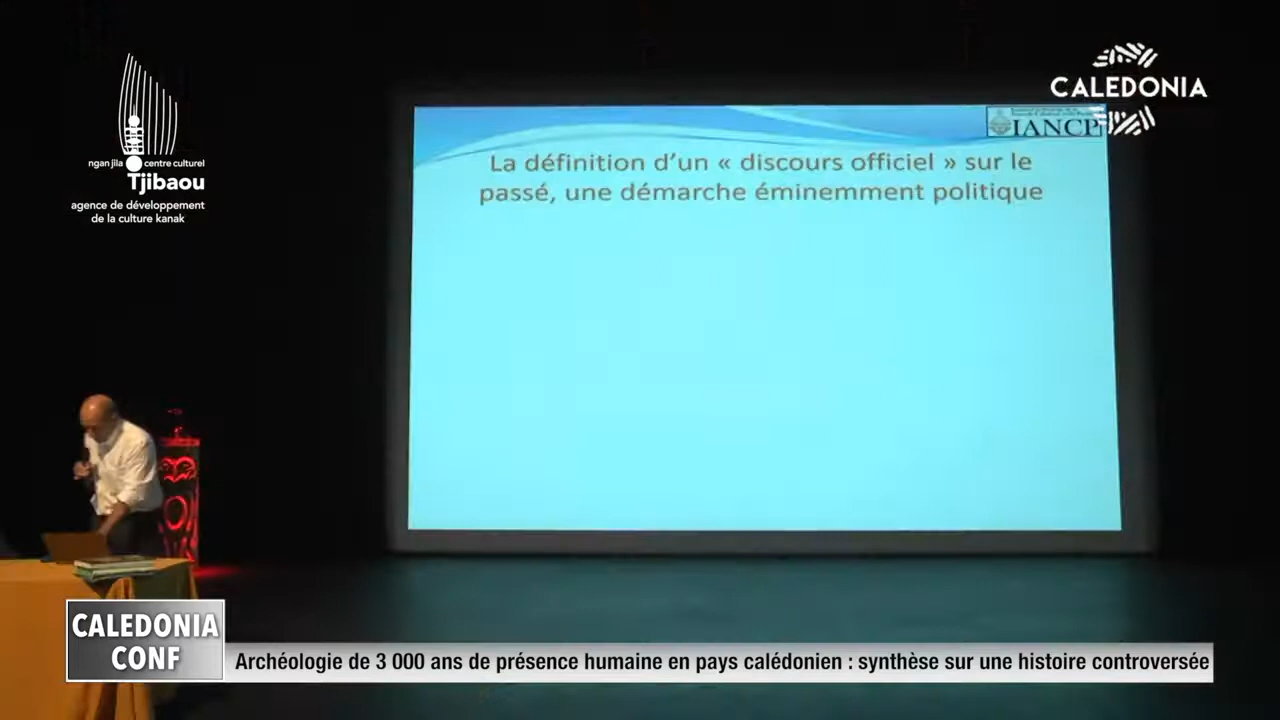 ngan jila centre culturel
Tjibaou
agence de développement
de la culture kanak
CALEDONIA
IANCP
La définition d'un « discours officiel » sur le
passé, une démarche éminemment politique
CALEDONIA
CONF
Archéologie de 3 000 ans de présence humaine en pays calédonien : synthèse sur une histoire controversée